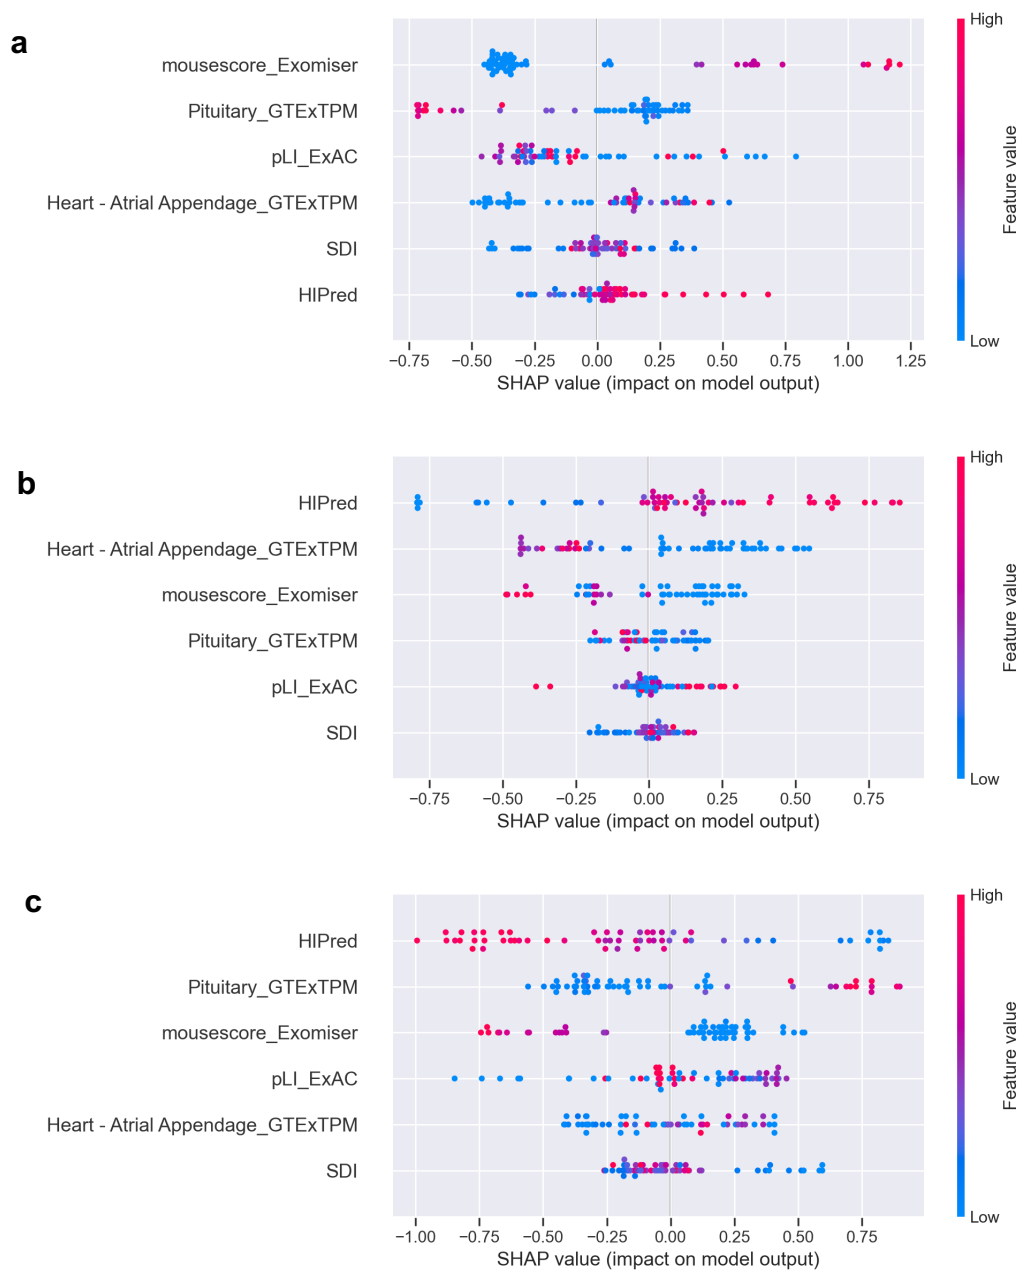 a
mousescore_Exomiser
Pituitary_GTExTPM
pLI_ExAC
Heart - Atrial Appendage_GTExTPM
SDI
HIPred
−0.75 −0.50 −0.25 0.00 0.25 0.50 0.75 1.00 1.25
SHAP value (impact on model output)
High
Feature value
Low
b
HIPred
Heart - Atrial Appendage_GTExTPM
mousescore_Exomiser
Pituitary_GTExTPM
pLI_ExAC
SDI
−0.75 −0.50 −0.25 0.00 0.25 0.50 0.75
SHAP value (impact on model output)
High
Feature value
Low
c
HIPred
Pituitary_GTExTPM
mousescore_Exomiser
pLI_ExAC
Heart - Atrial Appendage_GTExTPM
SDI
−1.00 −0.75 −0.50 −0.25 0.00 0.25 0.50 0.75
SHAP value (impact on model output)
High
Feature value
Low